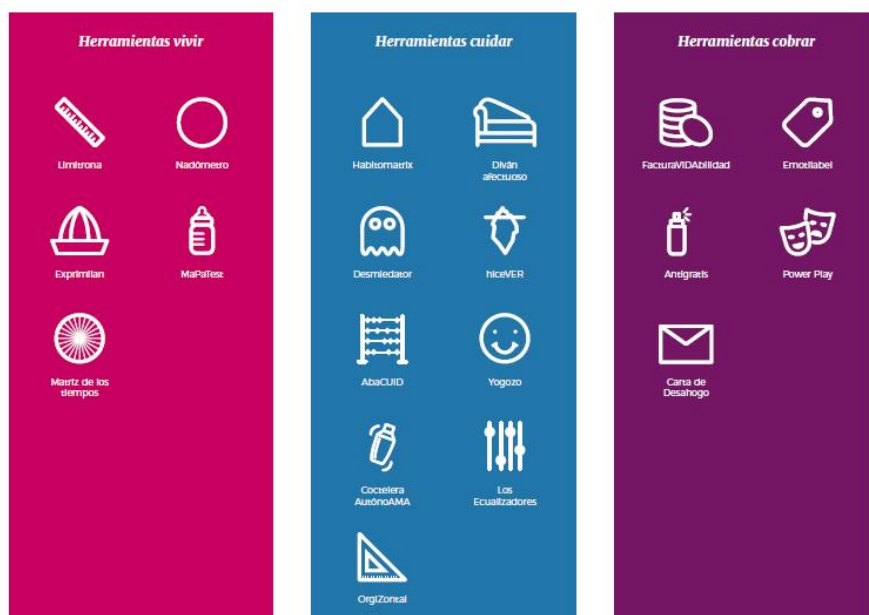 Herramientas vivir
Limitrona
Nadómetro
Exprimilan
MaPaTest
Matriz de los
tiempos
Herramientas cuidar
Habitomatrix
Diván
afectuoso
Desmiedator
hiceVER
AbaCUID
Yogozo
Coctelera
AutónoAMA
Los
Ecualizadores
OrgiZontal
Herramientas cobrar
FacturaVIDAbilidad
Emotilabel
Antigratis
Power Play
Carta de
Desahogo